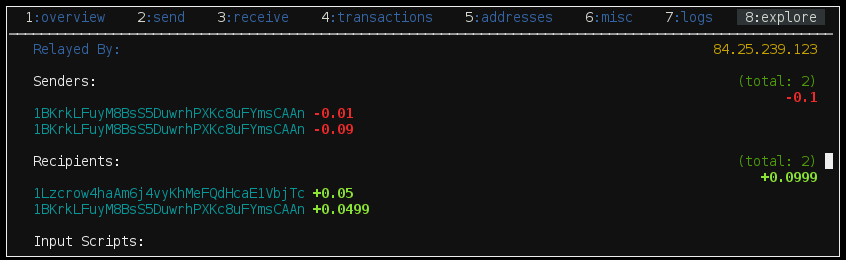 1:overview 2:send 3:receive 4:transactions 5:addresses 6:misc 7:logs 8:explore
Relayed By: 84.25.239.123
Senders: (total: 2)
-0.1
1BKrkLFuyM8BsS5DuwrhPXKc8uFYmsCAAn -0.01
1BKrkLFuyM8BsS5DuwrhPXKc8uFYmsCAAn -0.09
Recipients: (total: 2)
+0.0999
1Lzcrow4haAm6j4vyKhMeFQdHcaE1VbjTc +0.05
1BKrkLFuyM8BsS5DuwrhPXKc8uFYmsCAAn +0.0499
Input Scripts: